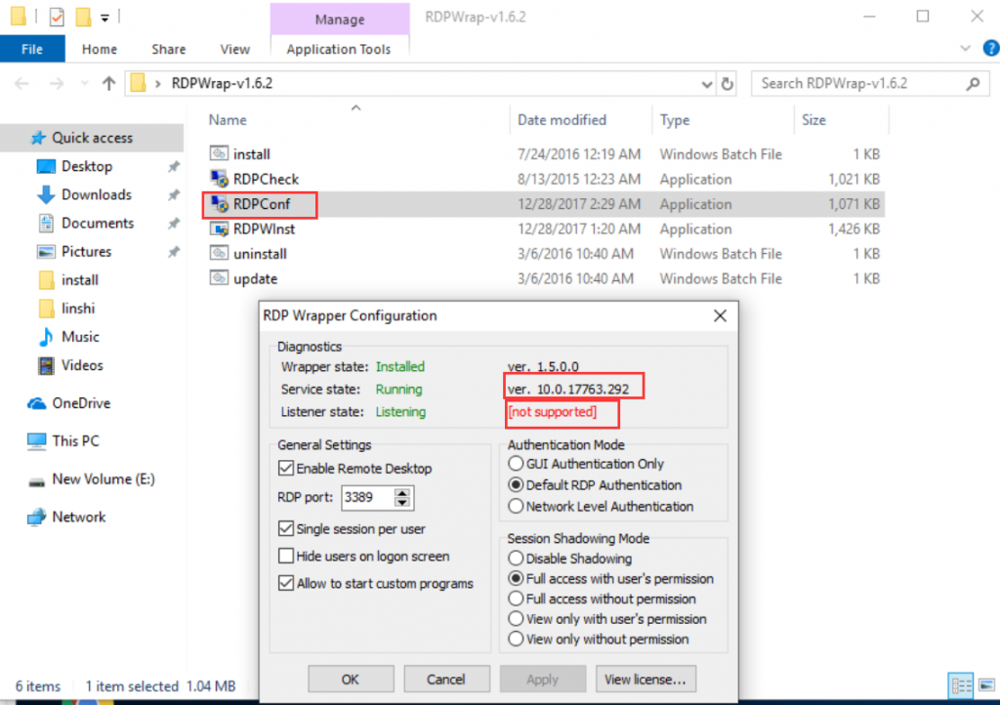 Manage
RDPWrap-v1.6.2
File
Home
Share
View
Application Tools
RDPWrap-v1.6.2
Search RDPWrap-v1.6.2
Name
Date modified
Type
Size
Quick access
Desktop
Downloads
Documents
Pictures
install
linshi
Music
Videos
OneDrive
This PC
New Volume (E:)
Network
install 7/24/2016 12:19 AM Windows Batch File 1 KB
RDPCheck 8/13/2015 12:23 AM Application 1,021 KB
RDPConf 12/28/2017 2:29 AM Application 1,071 KB
RDPWInst 12/28/2017 1:20 AM Application 1,426 KB
uninstall 3/6/2016 10:40 AM Windows Batch File 1 KB
update 3/6/2016 10:40 AM Windows Batch File 1 KB
RDP Wrapper Configuration
Diagnostics
Wrapper state: Installed ver. 1.5.0.0
Service state: Running ver. 10.0.17763.292
Listener state: Listening [not supported]
General Settings
Enable Remote Desktop
RDP port: 3389
Single session per user
Hide users on logon screen
Allow to start custom programs
Authentication Mode
GUI Authentication Only
Default RDP Authentication
Network Level Authentication
Session Shadowing Mode
Disable Shadowing
Full access with user's permission
Full access without permission
View only with user's permission
View only without permission
OK
Cancel
Apply
View license...
6 items 1 item selected 1.04 MB